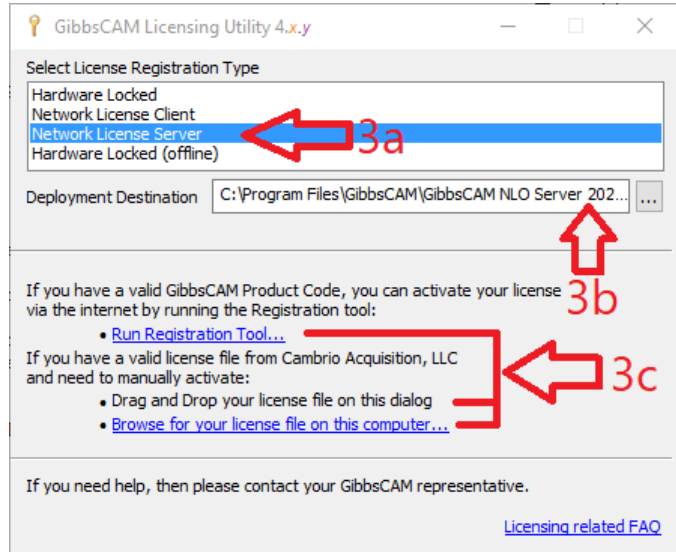 GibbsCAM Licensing Utility 4.x.y
Select License Registration Type
Hardware Locked
Network License Client
Network License Server
3a
Hardware Locked (offline)
Deployment Destination
C:\Program Files\GibbsCAM\GibbsCAM NLO Server 202...
...
3b
If you have a valid GibbsCAM Product Code, you can activate your license
via the internet by running the Registration tool:
• Run Registration Tool...
If you have a valid license file from Cambrio Acquisition, LLC
and need to manually activate:
3c
• Drag and Drop your license file on this dialog
• Browse for your license file on this computer...
If you need help, then please contact your GibbsCAM representative.
Licensing related FAQ